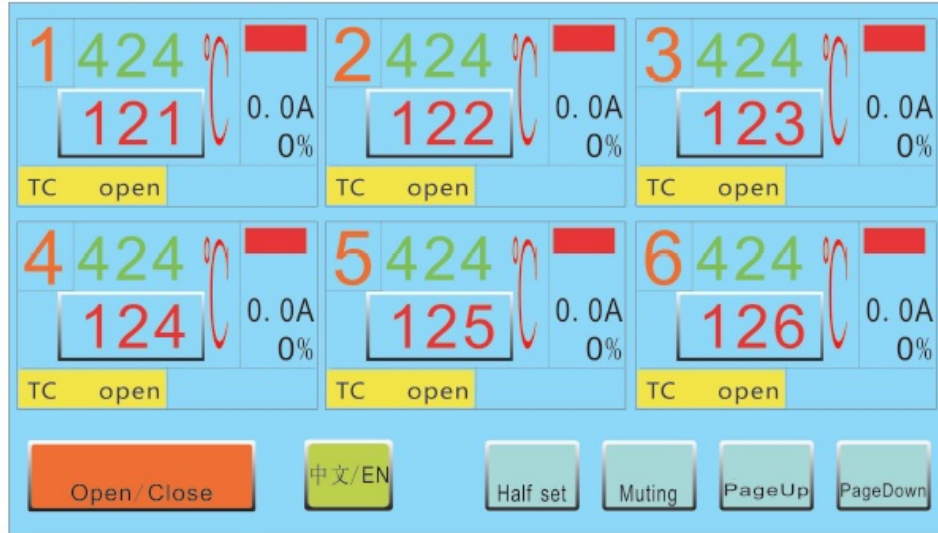 1 424 ℃
121 0.0A
0%
TC open
2 424 ℃
122 0.0A
0%
TC open
3 424 ℃
123 0.0A
0%
TC open
4 424 ℃
124 0.0A
0%
TC open
5 424 ℃
125 0.0A
0%
TC open
6 424 ℃
126 0.0A
0%
TC open
Open/Close
中文/EN
Half set
Muting
PageUp
PageDown